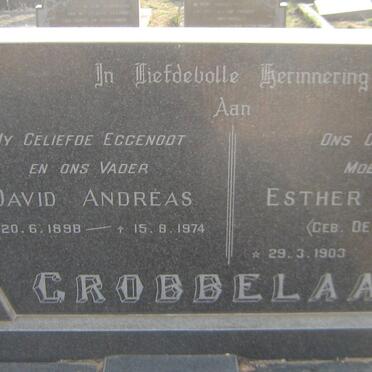 In Liefdevolle Herinnering
Aan
MY GELIEFDE EGGENOOT
EN ONS VADER
DAVID ANDRÉAS
20.6.1898 — + 15.8.1974
ONS
ESTHER
(GEB. DE
* 29.3.1903
GROBBELAA